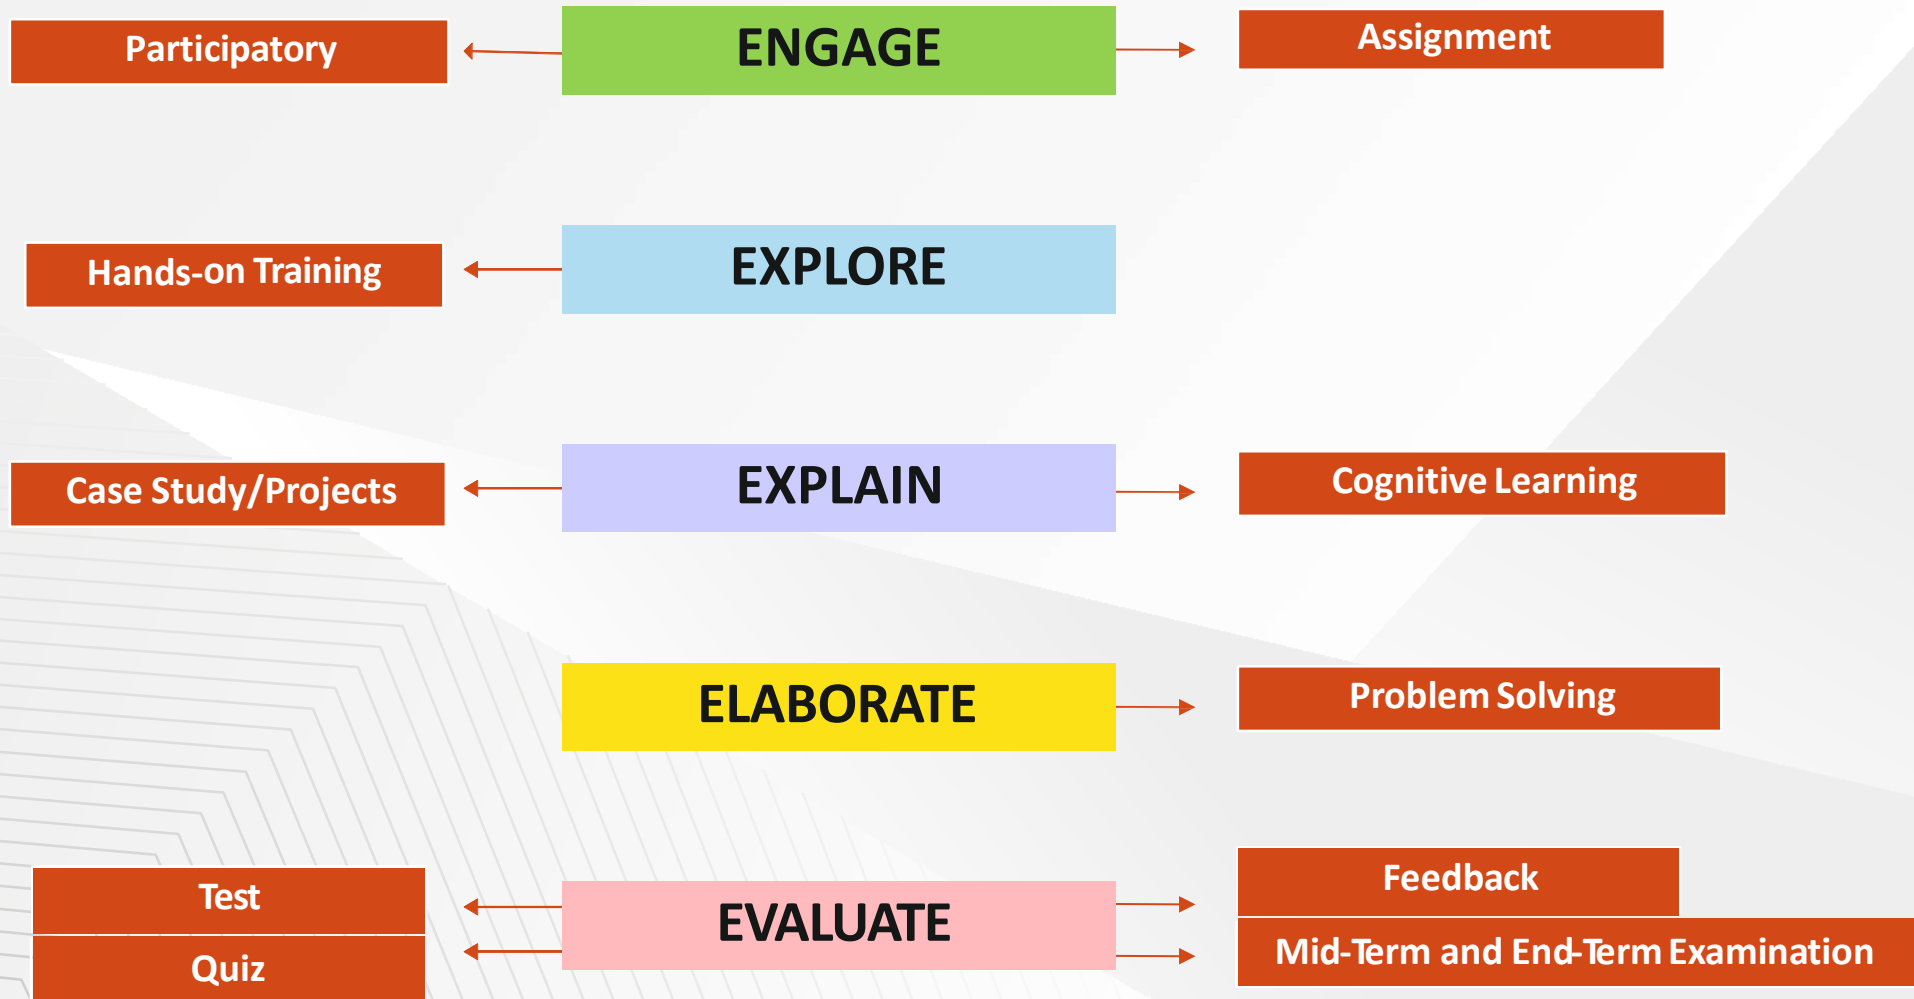 Participatory
ENGAGE
Assignment
Hands-on Training
EXPLORE
Case Study/Projects
EXPLAIN
Cognitive Learning
ELABORATE
Problem Solving
Test
Quiz
EVALUATE
Feedback
Mid-Term and End-Term Examination